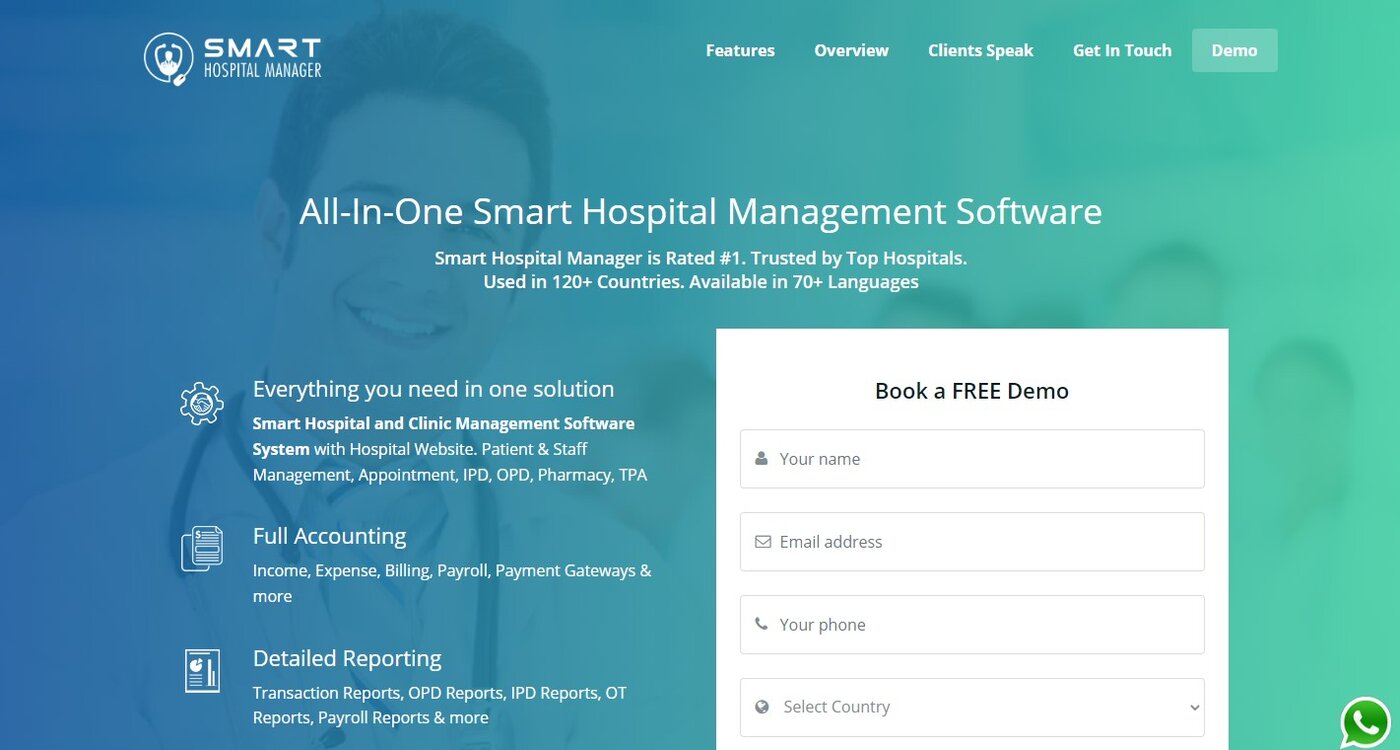 SMART
HOSPITAL MANAGER
Features
Overview
Clients Speak
Get In Touch
Demo
All-In-One Smart Hospital Management Software
Smart Hospital Manager is Rated #1. Trusted by Top Hospitals.
Used in 120+ Countries. Available in 70+ Languages
Everything you need in one solution
Smart Hospital and Clinic Management Software
System with Hospital Website. Patient & Staff
Management, Appointment, IPD, OPD, Pharmacy, TPA
Full Accounting
Income, Expense, Billing, Payroll, Payment Gateways &
more
Detailed Reporting
Transaction Reports, OPD Reports, IPD Reports, OT
Reports, Payroll Reports & more
Book a FREE Demo
Your name
Email address
Your phone
Select Country